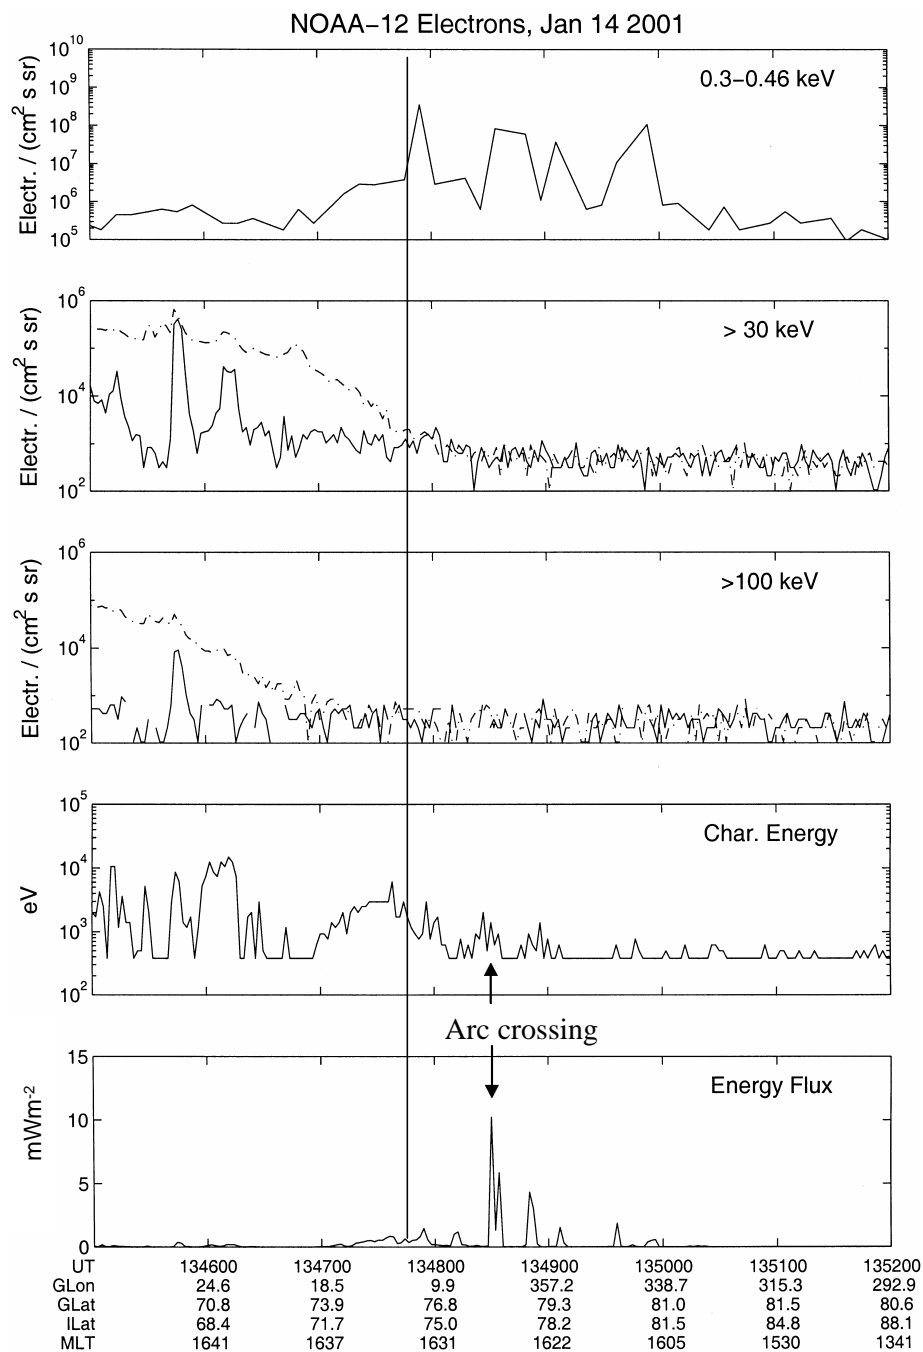 NOAA−12 Electrons, Jan 14 2001
10^10
10^9
10^8
10^7
10^6
10^5
Electr. / (cm^2 s sr)
0.3−0.46 keV
10^6
10^4
10^2
Electr. / (cm^2 s sr)
> 30 keV
10^6
10^4
10^2
Electr. / (cm^2 s sr)
>100 keV
10^5
10^4
10^3
10^2
eV
Char. Energy
Arc crossing
15
10
5
0
mWm^-2
Energy Flux
UT 134600 134700 134800 134900 135000 135100 135200
GLon 24.6 18.5 9.9 357.2 338.7 315.3 292.9
GLat 70.8 73.9 76.8 79.3 81.0 81.5 80.6
ILat 68.4 71.7 75.0 78.2 81.5 84.8 88.1
MLT 1641 1637 1631 1622 1605 1530 1341